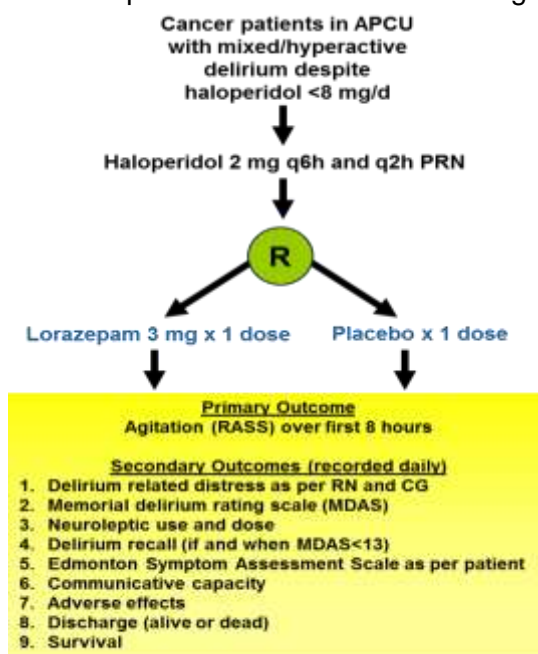 Cancer patients in APCU
with mixed/hyperactive
delirium despite
haloperidol <8 mg/d
Haloperidol 2 mg q6h and q2h PRN
R
Lorazepam 3 mg x 1 dose
Placebo x 1 dose
Primary Outcome
Agitation (RASS) over first 8 hours
Secondary Outcomes (recorded daily)
1. Delirium related distress as per RN and CG
2. Memorial delirium rating scale (MDAS)
3. Neuroleptic use and dose
4. Delirium recall (if and when MDAS<13)
5. Edmonton Symptom Assessment Scale as per patient
6. Communicative capacity
7. Adverse effects
8. Discharge (alive or dead)
9. Survival